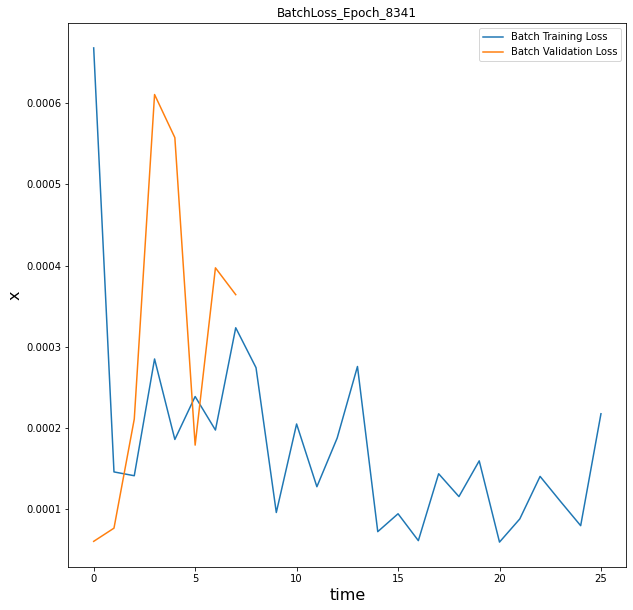 BatchLoss_Epoch_8341
Batch Training Loss
Batch Validation Loss
0.0006
0.0005
0.0004
0.0003
0.0002
0.0001
x
0 5 10 15 20 25
time